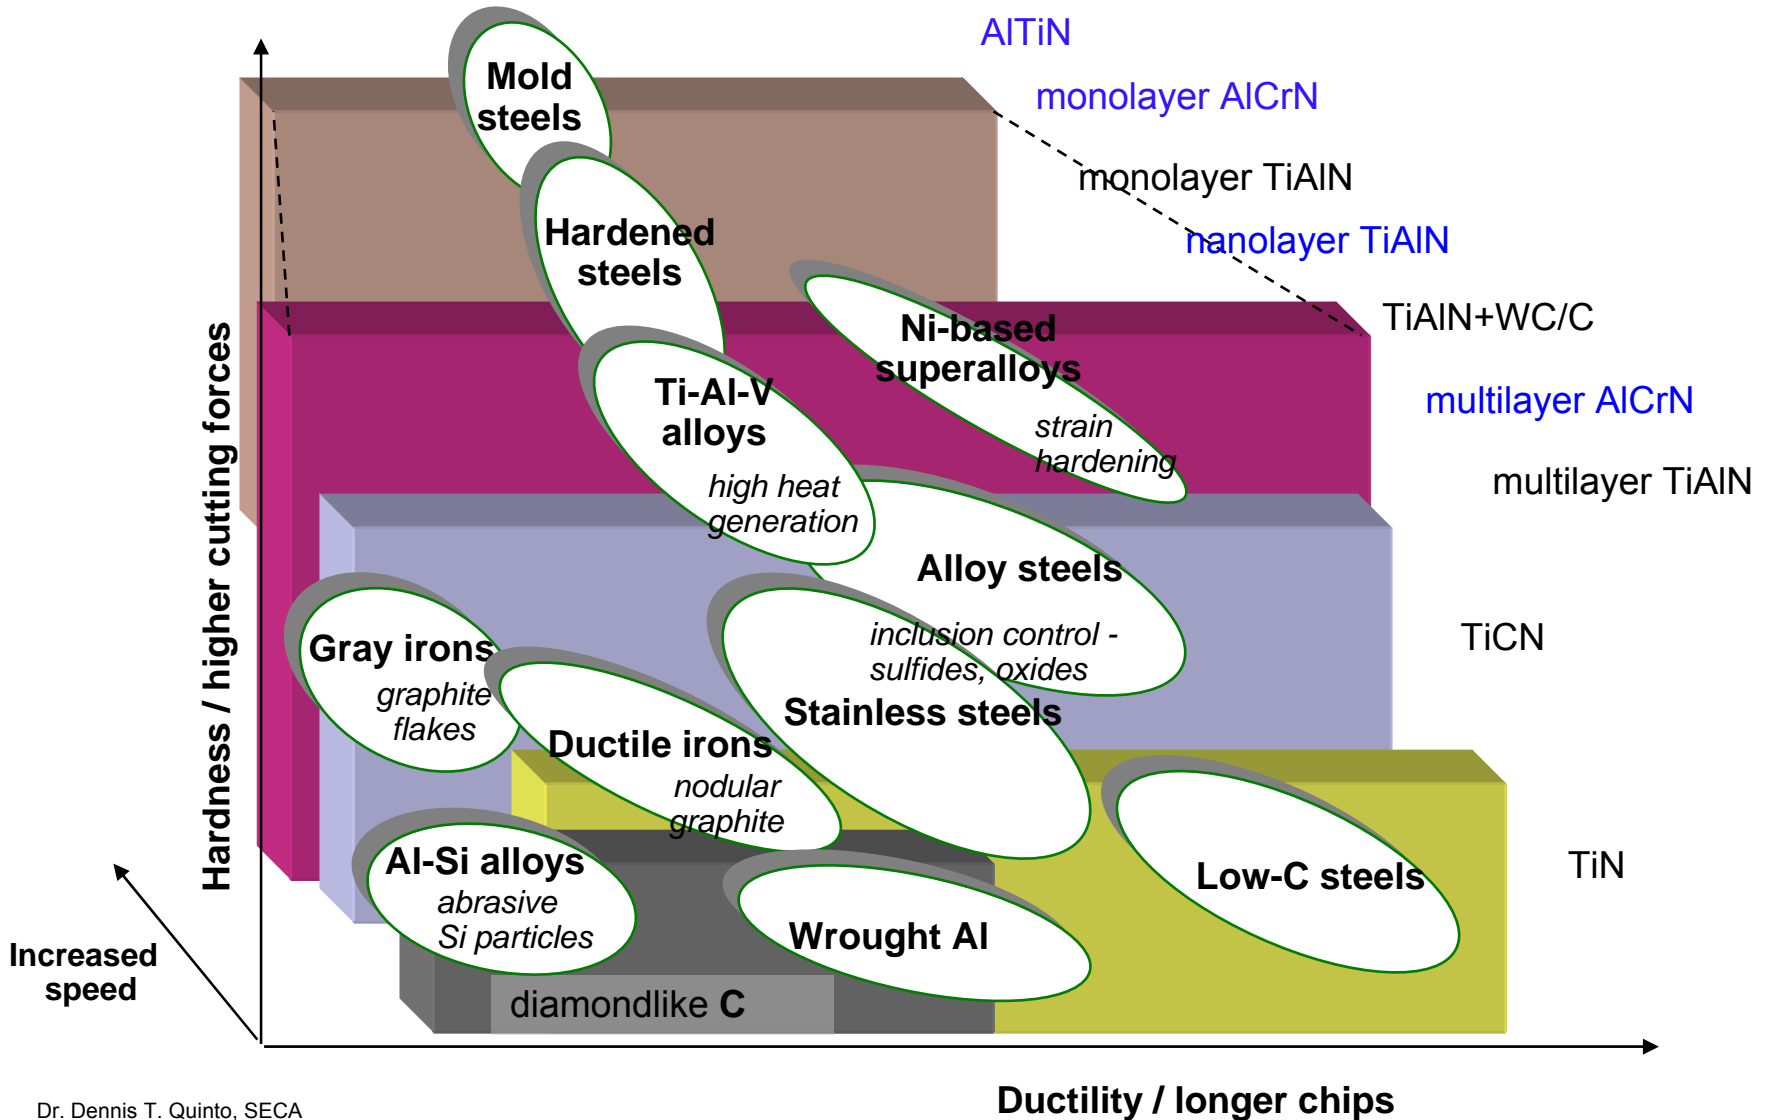 AlTiN
monolayer AlCrN
monolayer TiAlN
nanolayer TiAlN
TiAlN+WC/C
multilayer AlCrN
multilayer TiAlN
TiCN
TiN
Mold
steels
Hardened
steels
Ni-based
superalloys
strain
hardening
Ti-Al-V
alloys
high heat
generation
Alloy steels
inclusion control -
sulfides, oxides
Stainless steels
Gray irons
graphite
flakes
Ductile irons
nodular
graphite
Al-Si alloys
abrasive
Si particles
Wrought Al
Low-C steels
diamondlike C
Hardness / higher cutting forces
Increased
speed
Ductility / longer chips
Dr. Dennis T. Quinto, SECA